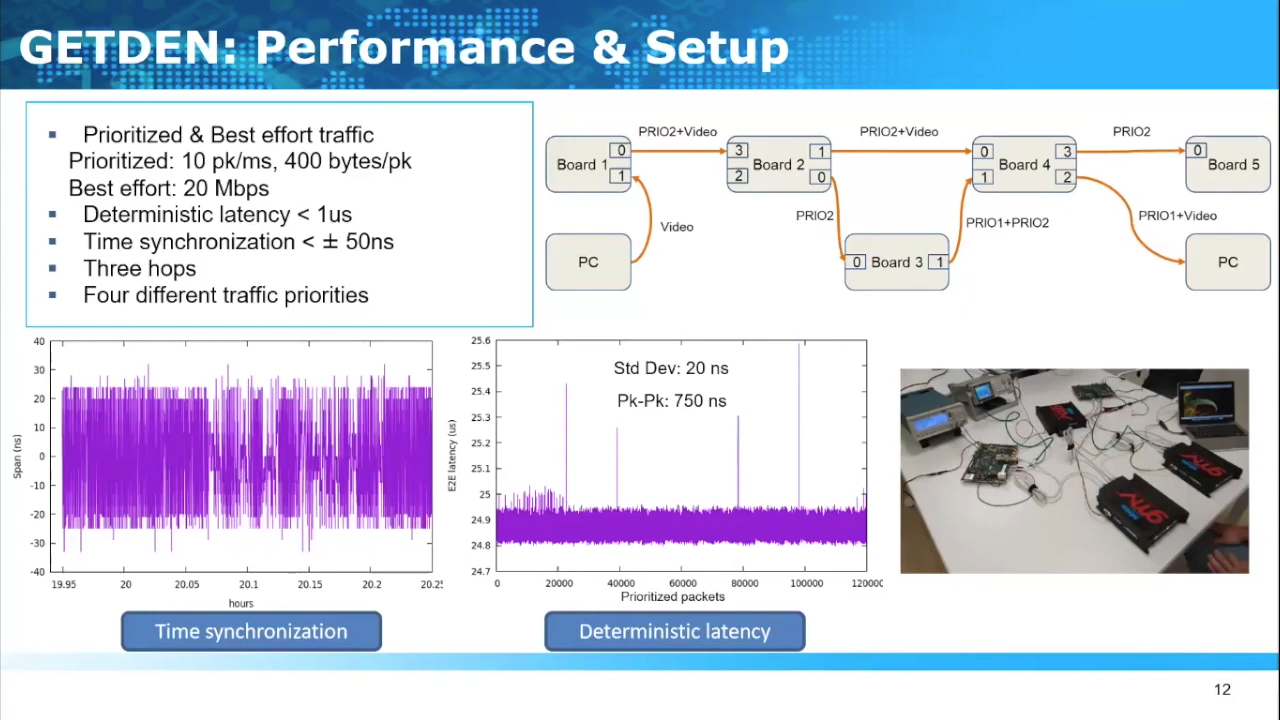 GETDEN: Performance & Setup
▪ Prioritized & Best effort traffic
Prioritized: 10 pk/ms, 400 bytes/pk
Best effort: 20 Mbps
▪ Deterministic latency < 1us
▪ Time synchronization < ± 50ns
▪ Three hops
▪ Four different traffic priorities
PRIO2+Video
PRIO2+Video
PRIO2
Board 1
0
1
3
2
Board 2
1
0
0
1
Board 4
3
2
0
Board 5
Video
PRIO2
PRIO1+PRIO2
PRIO1+Video
PC
0
Board 3
1
PC
40
30
20
10
0
-10
-20
-30
-40
Span (ns)
19.95
20
20.05
20.1
20.15
20.2
20.25
hours
Time synchronization
25.6
25.5
25.4
25.3
25.2
25.1
25
24.9
24.8
24.7
E2E latency (us)
Std Dev: 20 ns
Pk-Pk: 750 ns
0
20000
40000
60000
80000
100000
120000
Prioritized packets
Deterministic latency
12